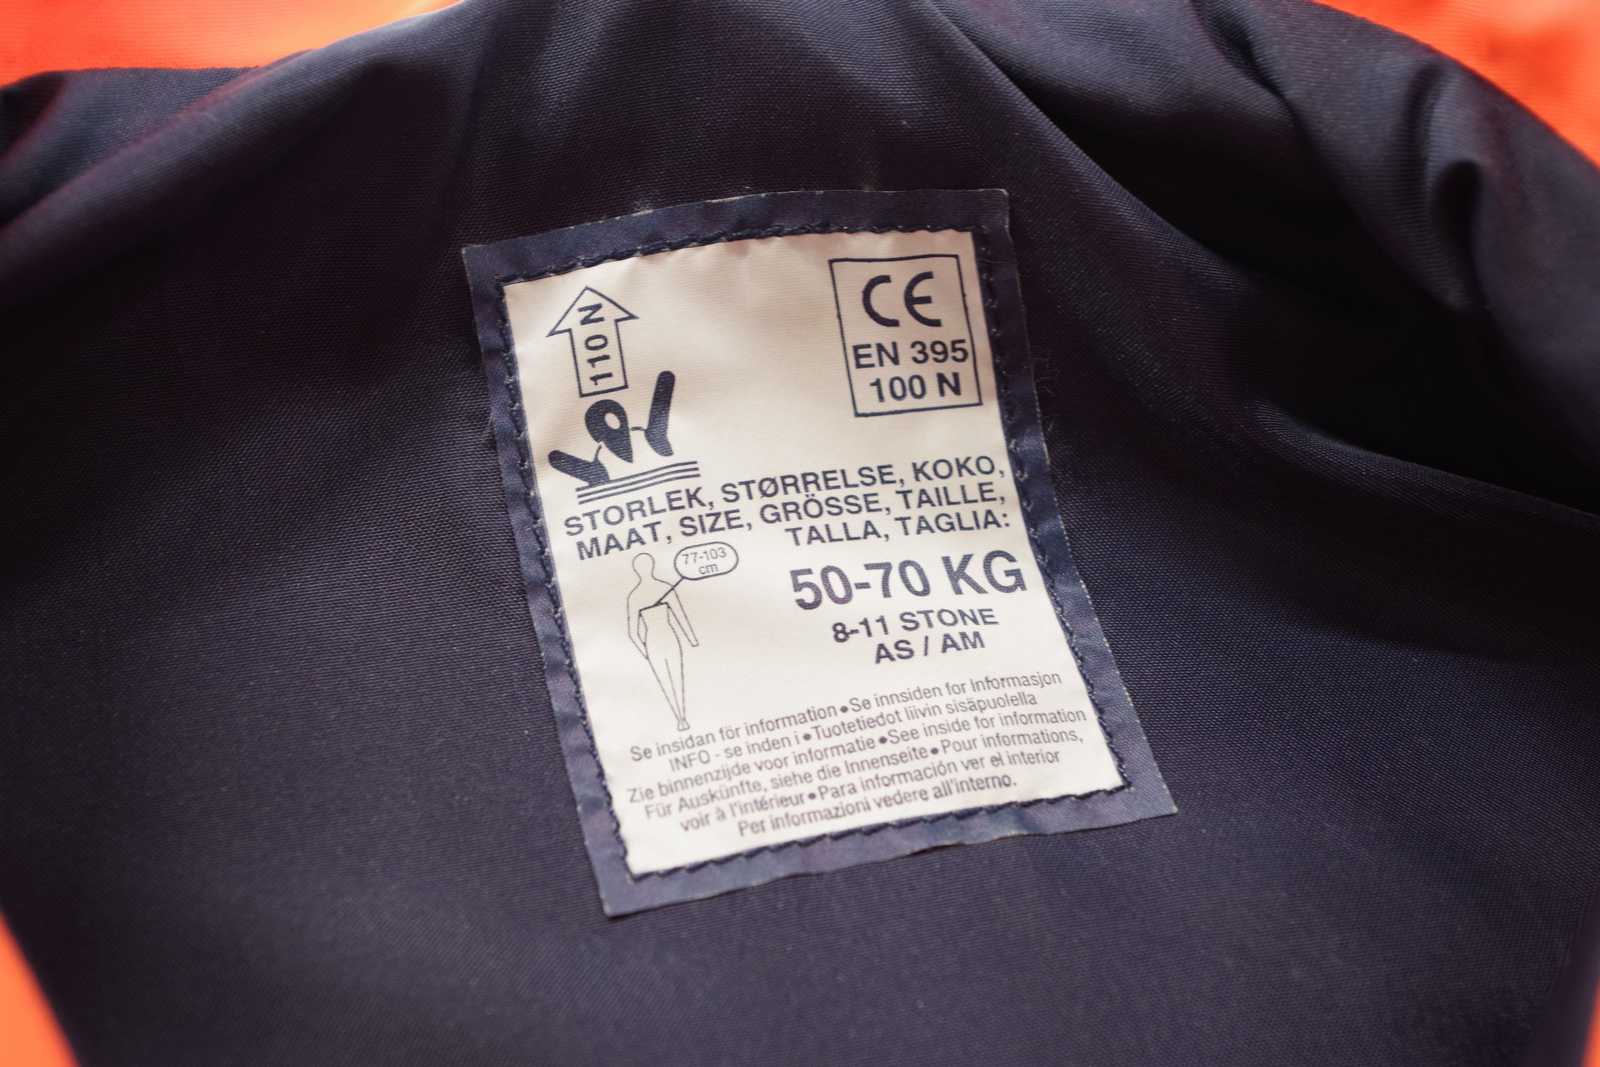 110 N
CE
EN 395
100 N
STORLEK, STØRRELSE, KOKO,
MAAT, SIZE, GRÖSSE, TAILLE,
TALLA, TAGLIA:
77-103
cm
50-70 KG
8-11 STONE
AS / AM
Se insidan för information • Se innsiden for Informasjon
INFO - se inden i • Tuotetiedot liivin sisäpuolella
Zie binnenzijde voor informatie • See inside for information
Für Auskünfte, siehe die Innenseite • Pour informations,
voir à l'intérieur • Para información ver el interior
Per informazioni vedere all'interno.